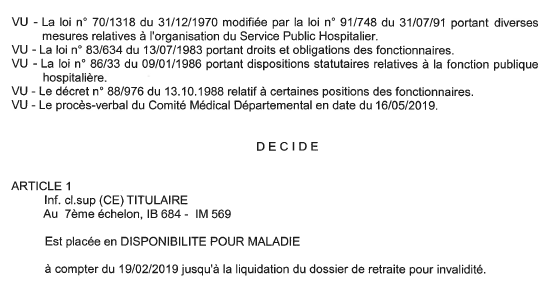 VU - La loi n° 70/1318 du 31/12/1970 modifiée par la loi n° 91/748 du 31/07/91 portant diverses
mesures relatives à l'organisation du Service Public Hospitalier.
VU - La loi n° 83/634 du 13/07/1983 portant droits et obligations des fonctionnaires.
VU - La loi n° 86/33 du 09/01/1986 portant dispositions statutaires relatives à la fonction publique
hospitalière.
VU - Le décret n° 88/976 du 13.10.1988 relatif à certaines positions des fonctionnaires.
VU - Le procès-verbal du Comité Médical Départemental en date du 16/05/2019.
D E C I D E
ARTICLE 1
Inf. cl.sup (CE) TITULAIRE
Au 7ème échelon, IB 684 - IM 569
Est placée en DISPONIBILITE POUR MALADIE
à compter du 19/02/2019 jusqu'à la liquidation du dossier de retraite pour invalidité.